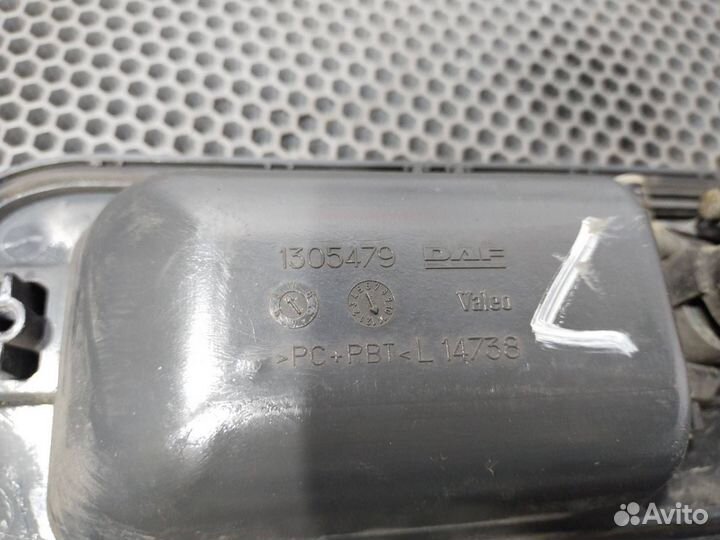 1305479 DAF
Valeo
>PC+PBT< L 14738
L
Avito